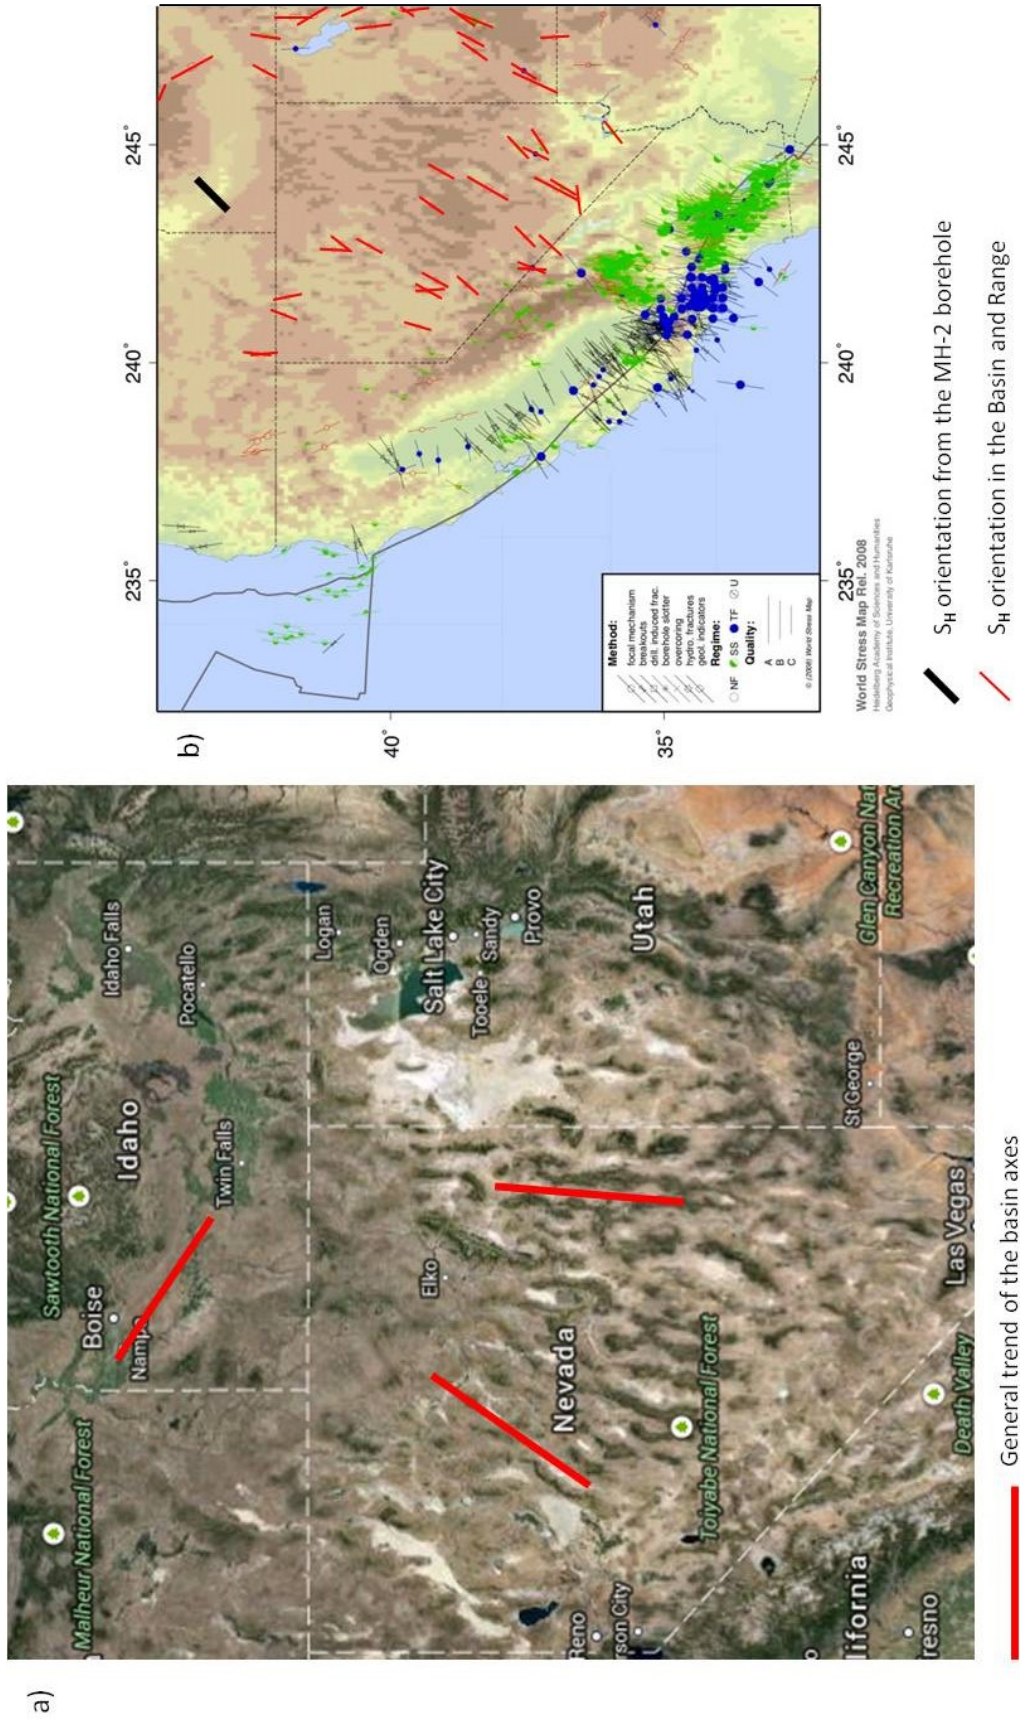 a)
Malheur National Forest
Sawtooth National Forest
Boise
Nampa
Idaho
Twin Falls
Pocatello
Idaho Falls
Logan
Ogden
Salt Lake City
Tooele
Sandy
Provo
Utah
Elko
Nevada
Reno
rson City
Toiyabe National Forest
lifornia
resno
Death Valley
Las Vegas
St George
Glen Canyon Nat
Recreation Ar
General trend of the basin axes
b)
235°
240°
245°
40°
35°
Method:
focal mechanism
breakouts
drill. induced frac.
borehole slotter
overcoring
hydro. fractures
geol. indicators
Regime:
NF SS TF U
Quality:
A
B
C
© (2008) World Stress Map
World Stress Map Rel. 2008
Heidelberg Academy of Sciences and Humanities
Geophysical Institute, University of Karlsruhe
SH orientation from the MH-2 borehole
SH orientation in the Basin and Range